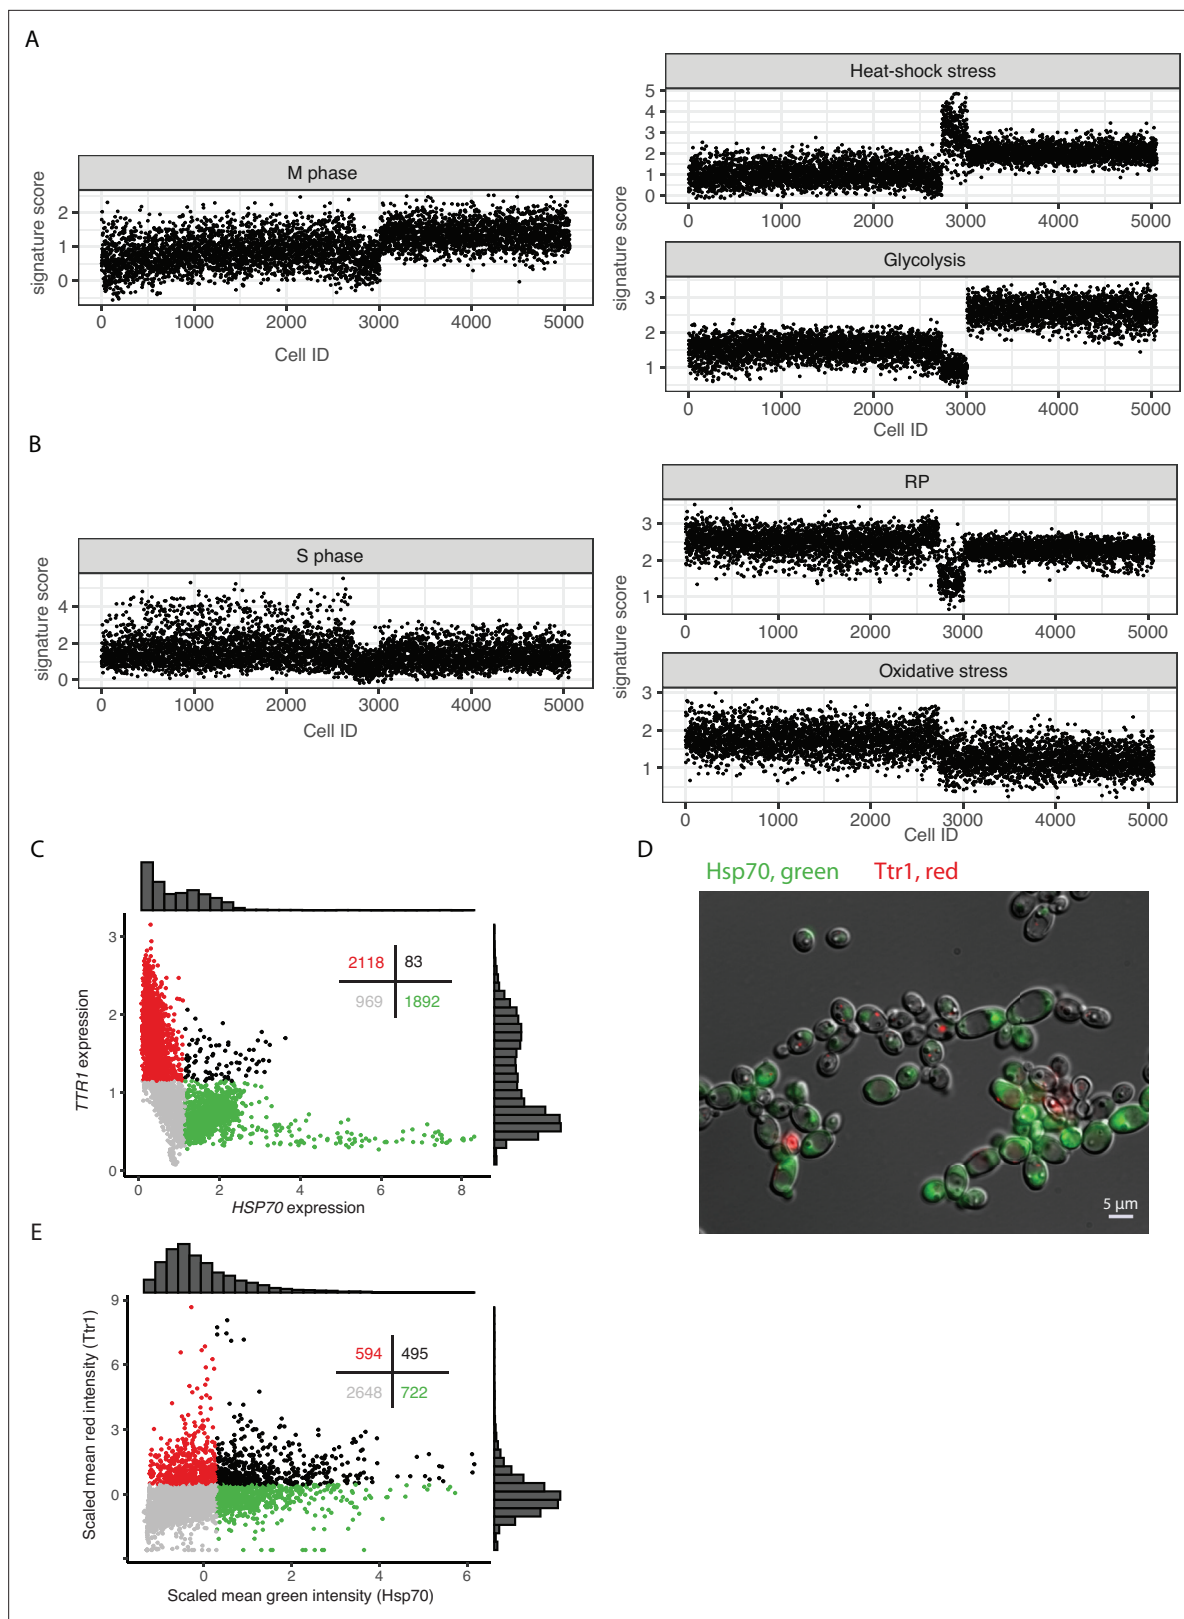 A
M phase
signature score
2
1
0
0 1000 2000 3000 4000 5000
Cell ID
Heat-shock stress
5
4
3
2
1
0
0 1000 2000 3000 4000 5000
signature score
Glycolysis
3
2
1
0 1000 2000 3000 4000 5000
Cell ID
B
S phase
signature score
4
2
0
0 1000 2000 3000 4000 5000
Cell ID
RP
3
2
1
0 1000 2000 3000 4000 5000
signature score
Oxidative stress
3
2
1
0 1000 2000 3000 4000 5000
Cell ID
C
TTR1 expression
3
2
1
0
2118 83
969 1892
0 2 4 6 8
HSP70 expression
D
Hsp70, green Ttr1, red
5 µm
E
Scaled mean red intensity (Ttr1)
9
6
3
0
594 495
2648 722
0 2 4 6
Scaled mean green intensity (Hsp70)